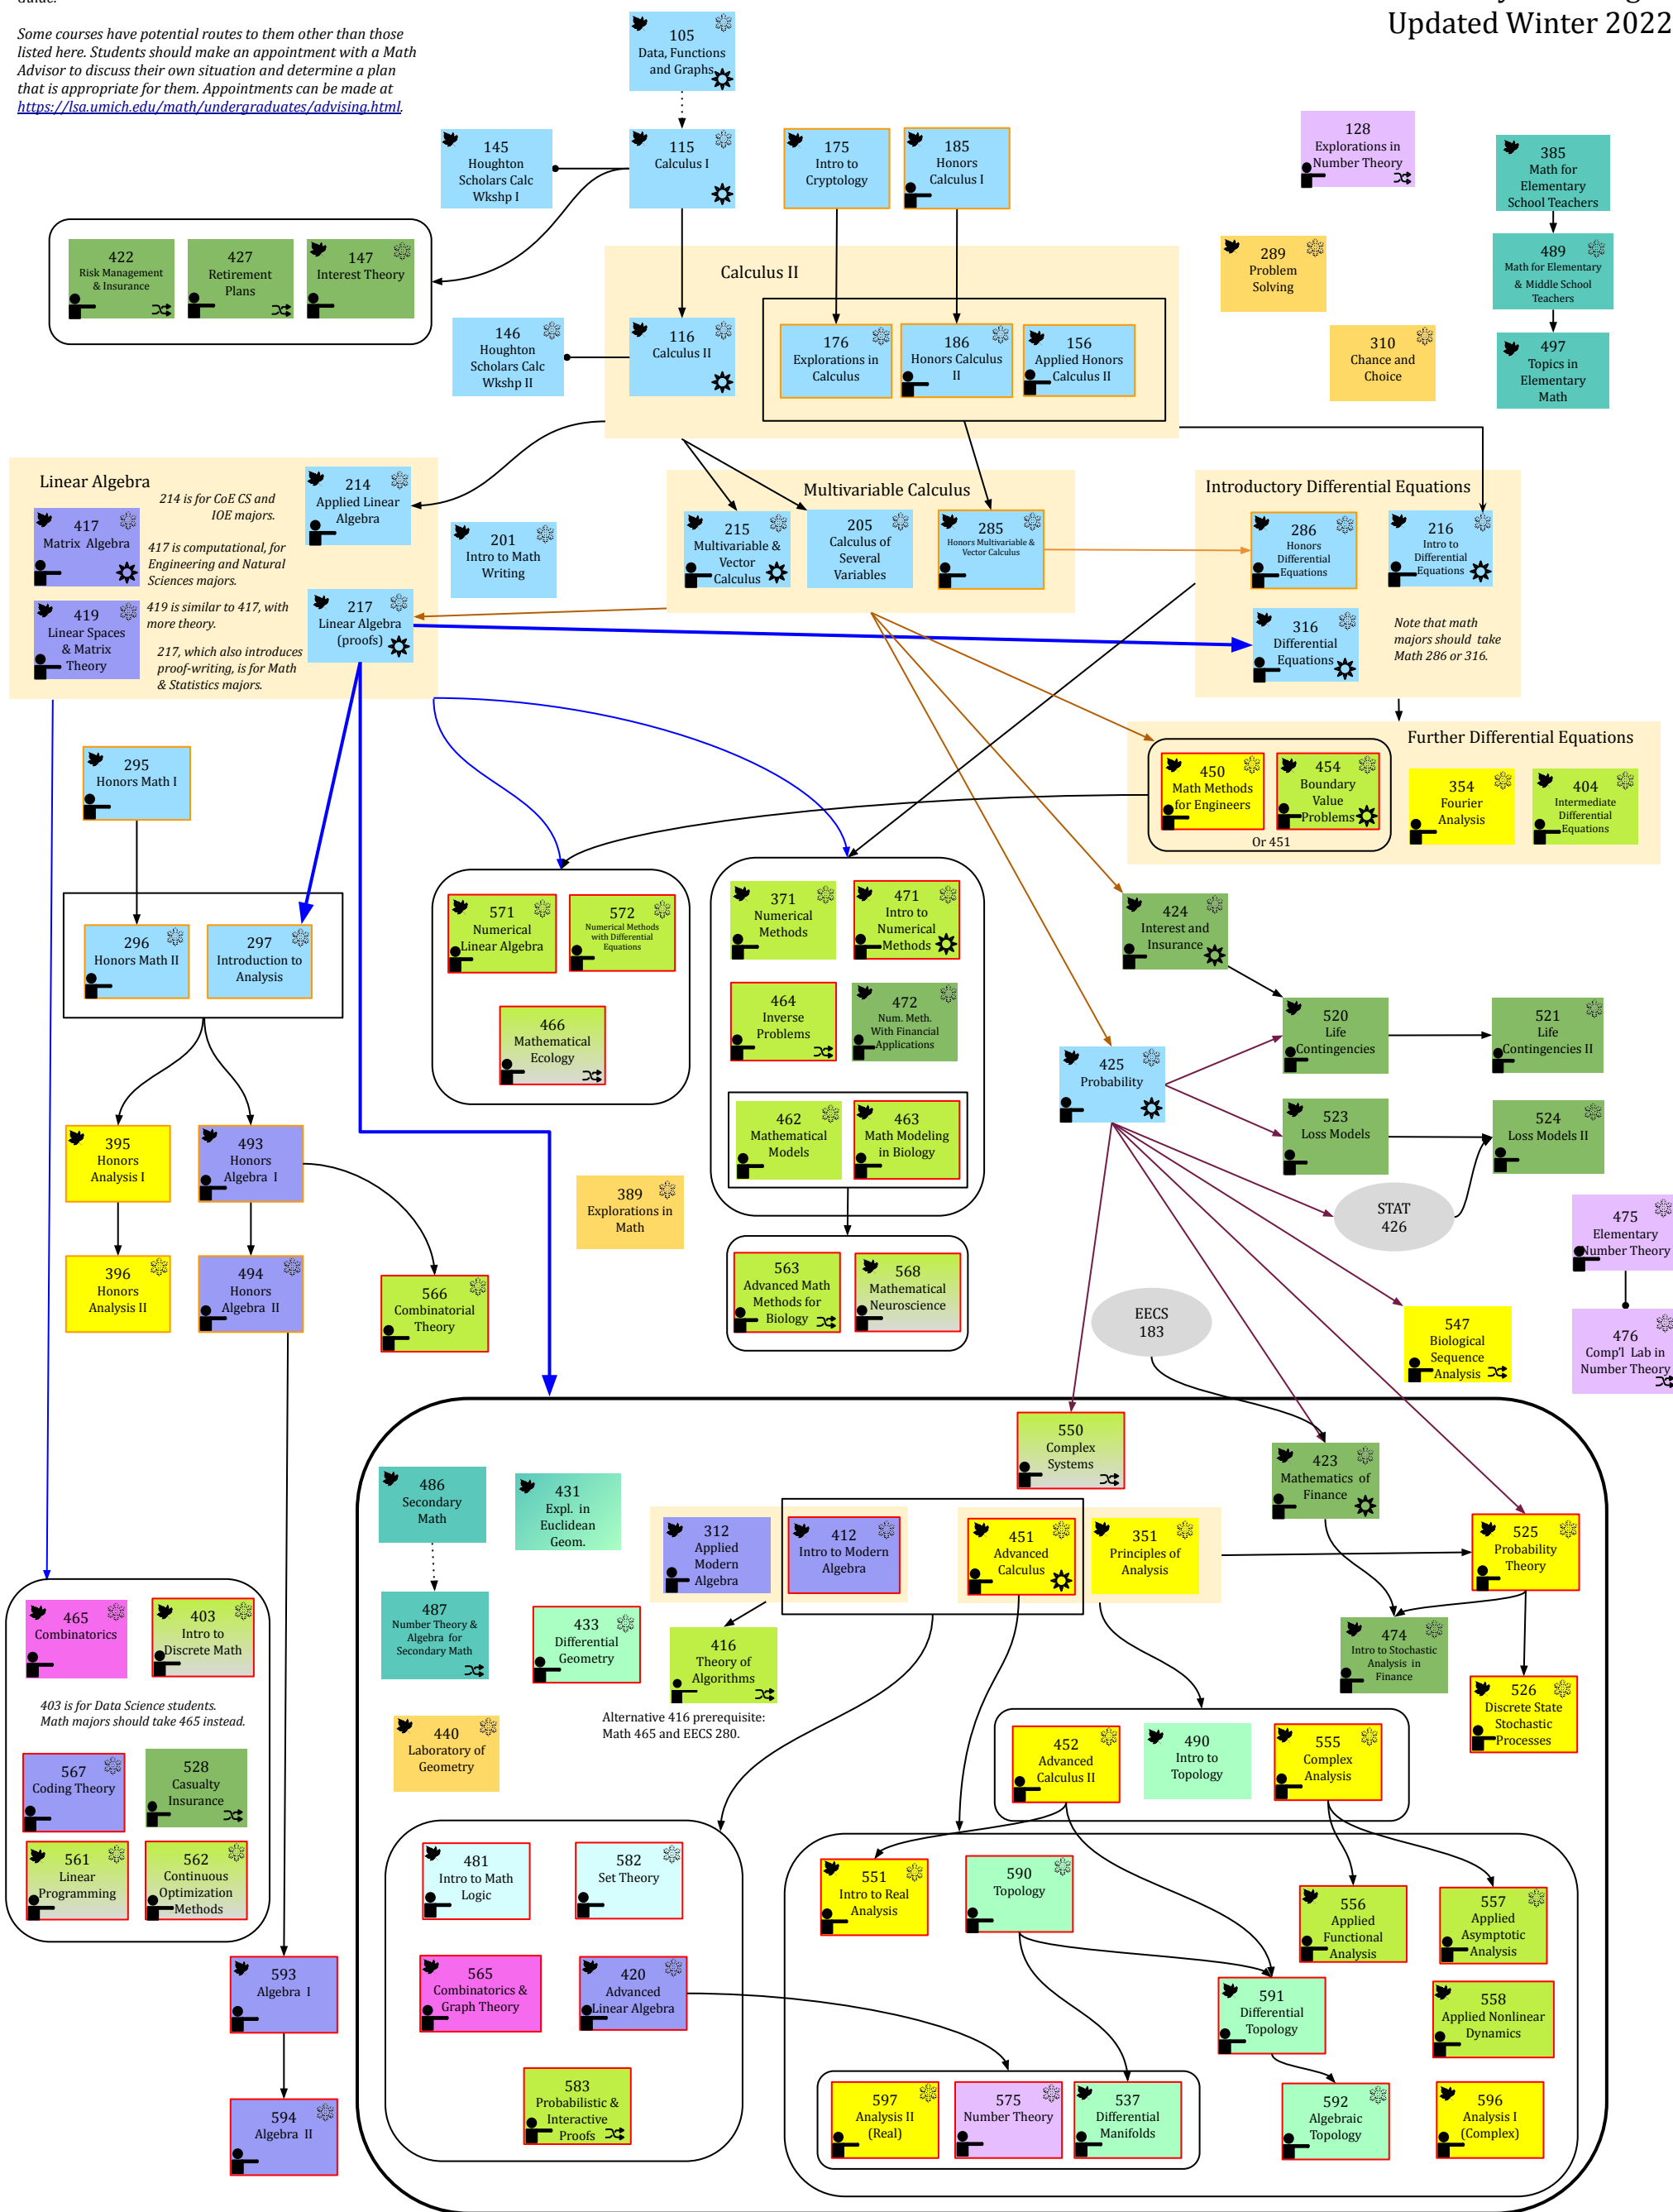 Guide.
Updated Winter 2022
Some courses have potential routes to them other than those
listed here. Students should make an appointment with a Math
Advisor to discuss their own situation and determine a plan
that is appropriate for them. Appointments can be made at
https://lsa.umich.edu/math/undergraduates/advising.html.
105
Data, Functions
and Graphs
145
Houghton
Scholars Calc
Wkshp I
115
Calculus I
175
Intro to
Cryptology
185
Honors
Calculus I
128
Explorations in
Number Theory
385
Math for
Elementary
School Teachers
422
Risk Management
& Insurance
427
Retirement
Plans
147
Interest Theory
Calculus II
289
Problem
Solving
489
Math for Elementary
& Middle School
Teachers
146
Houghton
Scholars Calc
Wkshp II
116
Calculus II
176
Explorations in
Calculus
186
Honors Calculus
II
156
Applied Honors
Calculus II
310
Chance and
Choice
497
Topics in
Elementary
Math
Linear Algebra
214 is for CoE CS and
IOE majors.
214
Applied Linear
Algebra
417
Matrix Algebra
417 is computational, for
Engineering and Natural
Sciences majors.
201
Intro to Math
Writing
Multivariable Calculus
215
Multivariable &
Vector
Calculus
205
Calculus of
Several
Variables
285
Honors Multivariable &
Vector Calculus
Introductory Differential Equations
286
Honors
Differential
Equations
216
Intro to
Differential
Equations
419
Linear Spaces
& Matrix
Theory
419 is similar to 417, with
more theory.
217, which also introduces
proof-writing, is for Math
& Statistics majors.
217
Linear Algebra
(proofs)
316
Differential
Equations
Note that math
majors should take
Math 286 or 316.
Further Differential Equations
295
Honors Math I
450
Math Methods
for Engineers
454
Boundary
Value
Problems
Or 451
354
Fourier
Analysis
404
Intermediate
Differential
Equations
296
Honors Math II
297
Introduction to
Analysis
571
Numerical
Linear Algebra
572
Numerical Methods
with Differential
Equations
466
Mathematical
Ecology
371
Numerical
Methods
471
Intro to
Numerical
Methods
464
Inverse
Problems
472
Num. Meth.
With Financial
Applications
424
Interest and
Insurance
520
Life
Contingencies
521
Life
Contingencies II
425
Probability
395
Honors
Analysis I
493
Honors
Algebra I
462
Mathematical
Models
463
Math Modeling
in Biology
523
Loss Models
524
Loss Models II
389
Explorations in
Math
STAT
426
475
Elementary
Number Theory
396
Honors
Analysis II
494
Honors
Algebra II
566
Combinatorial
Theory
563
Advanced Math
Methods for
Biology
568
Mathematical
Neuroscience
EECS
183
547
Biological
Sequence
Analysis
476
Comp'l Lab in
Number Theory
550
Complex
Systems
423
Mathematics of
Finance
486
Secondary
Math
431
Expl. in
Euclidean
Geom.
312
Applied
Modern
Algebra
412
Intro to Modern
Algebra
451
Advanced
Calculus
351
Principles of
Analysis
525
Probability
Theory
465
Combinatorics
403
Intro to
Discrete Math
487
Number Theory &
Algebra for
Secondary Math
433
Differential
Geometry
416
Theory of
Algorithms
474
Intro to Stochastic
Analysis in
Finance
403 is for Data Science students.
Math majors should take 465 instead.
Alternative 416 prerequisite:
Math 465 and EECS 280.
526
Discrete State
Stochastic
Processes
440
Laboratory of
Geometry
452
Advanced
Calculus II
490
Intro to
Topology
555
Complex
Analysis
567
Coding Theory
528
Casualty
Insurance
561
Linear
Programming
562
Continuous
Optimization
Methods
481
Intro to Math
Logic
582
Set Theory
551
Intro to Real
Analysis
590
Topology
556
Applied
Functional
Analysis
557
Applied
Asymptotic
Analysis
593
Algebra I
565
Combinatorics &
Graph Theory
420
Advanced
Linear Algebra
591
Differential
Topology
558
Applied Nonlinear
Dynamics
594
Algebra II
583
Probabilistic &
Interactive
Proofs
597
Analysis II
(Real)
575
Number Theory
537
Differential
Manifolds
592
Algebraic
Topology
596
Analysis I
(Complex)